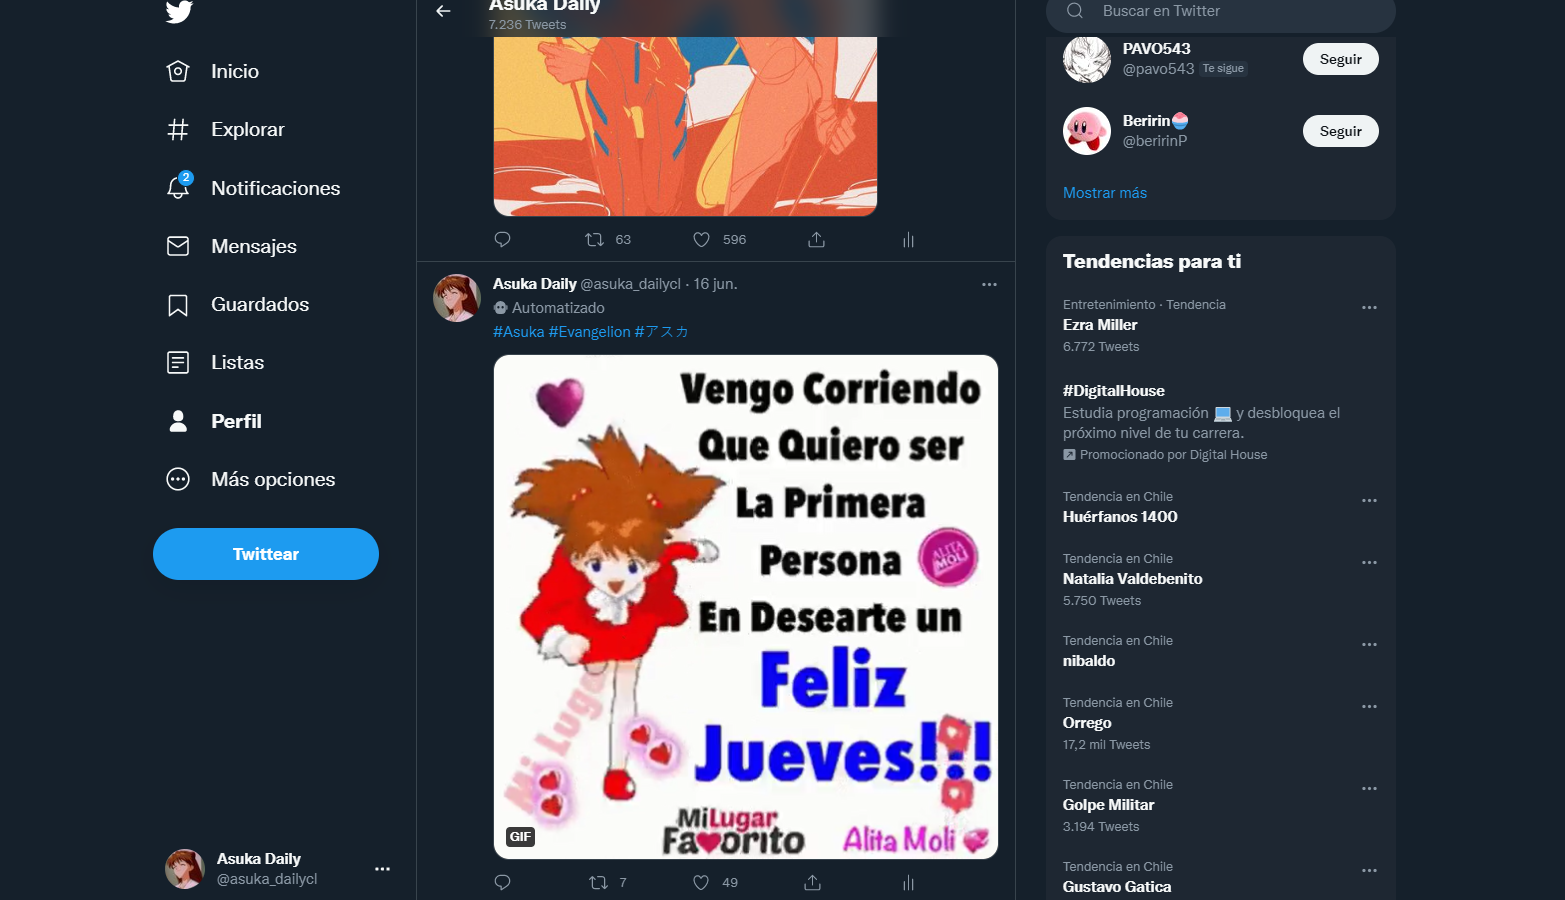 Inicio
Explorar
2
Notificaciones
Mensajes
Guardados
Listas
Perfil
Más opciones
Twittear
Asuka Daily
@asuka_dailycl
Asuka Daily
7.236 Tweets
63
596
Asuka Daily @asuka_dailycl · 16 jun.
Automatizado
#Asuka #Evangelion #アスカ
Vengo Corriendo
Que Quiero ser
La Primera
Persona
ALITA
MOLI
En Desearte un
Feliz
Jueves!!!
Mi Luga
GIF
Mi Lugar
Favorito
Alita Moli
7
49
Buscar en Twitter
PAVO543
@pavo543 Te sigue
Seguir
Beririn
@beririnP
Seguir
Mostrar más
Tendencias para ti
Entretenimiento · Tendencia
Ezra Miller
6.772 Tweets
#DigitalHouse
Estudia programación 💻 y desbloquea el
próximo nivel de tu carrera.
Promocionado por Digital House
Tendencia en Chile
Huérfanos 1400
Tendencia en Chile
Natalia Valdebenito
5.750 Tweets
Tendencia en Chile
nibaldo
Tendencia en Chile
Orrego
17,2 mil Tweets
Tendencia en Chile
Golpe Militar
3.194 Tweets
Tendencia en Chile
Gustavo Gatica